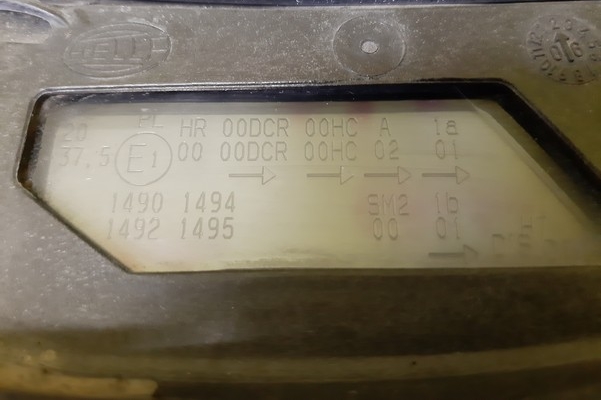 HELLA
20 PL HR 00DCR 00HC A 1a
37,5 E1 00 00DCR 00HC 02 01
1490 1494 SM2 1b
1492 1495 00 01